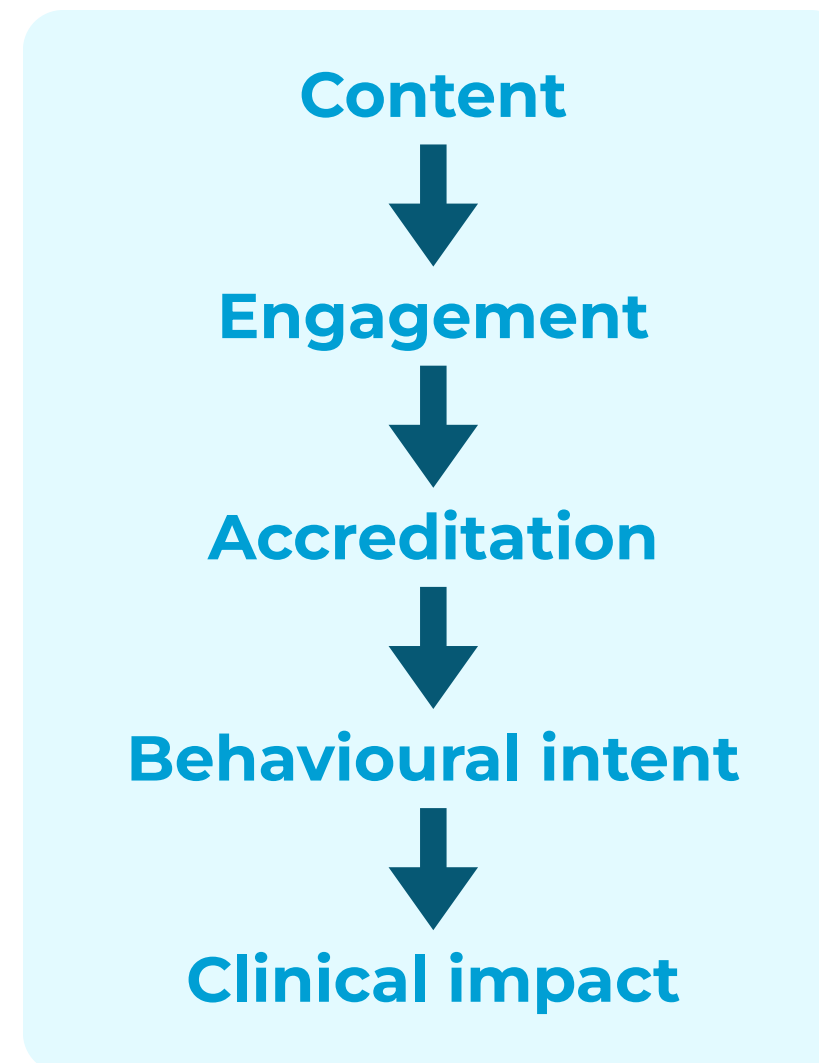 Content
Engagement
Accreditation
Behavioural intent
Clinical impact